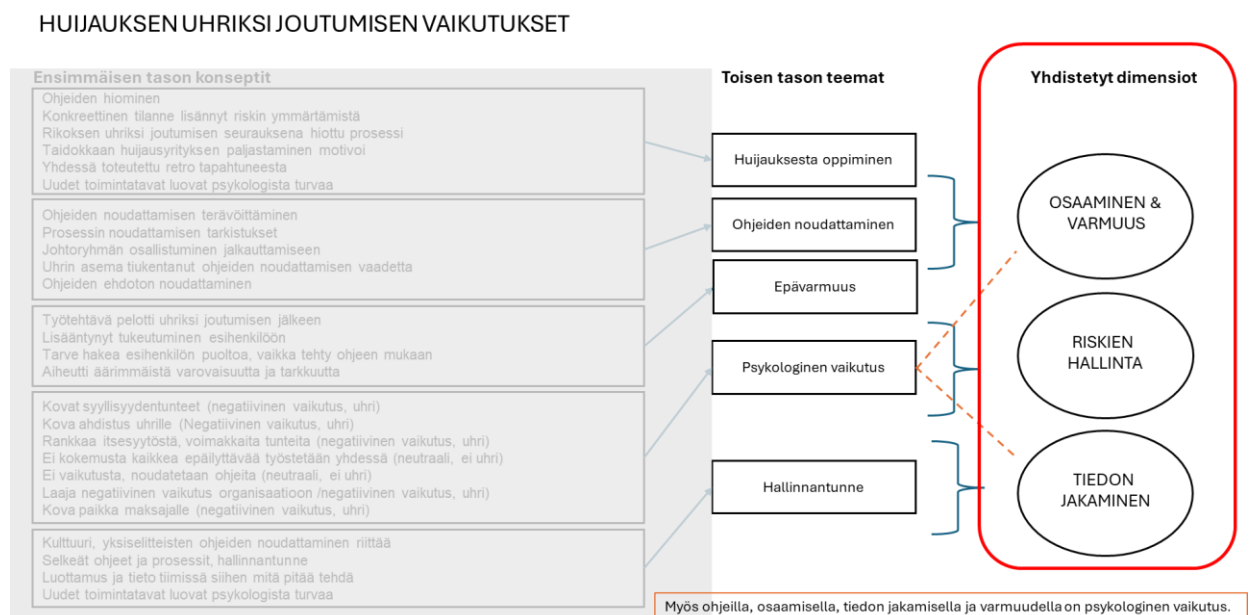 HUIJAUKSEN UHRIKSI JOUTUMISEN VAIKUTUKSET
Ensimmäisen tason konseptit
Ohjeiden hiominen
Konkreettinen tilanne lisännyt riskin ymmärtämistä
Rikoksen uhriksi joutumisen seurauksena hiottu prosessi
Taidokkaan huijausyrityksen paljastaminen motivoi
Yhdessä toteutettu retro tapahtuneesta
Uudet toimintatavat luovat psykologista turvaa
Ohjeiden noudattamisen terävöittäminen
Prosessin noudattamisen tarkistukset
Johtoryhmän osallistuminen jalkauttamiseen
Uhrin asema tiukentanut ohjeiden noudattamisen vaadetta
Ohjeiden ehdoton noudattaminen
Työtehtävä pelotti uhriksi joutumisen jälkeen
Lisääntynyt tukeutuminen esihenkilöön
Tarve hakea esihenkilön puoltoa, vaikka tehty ohjeen mukaan
Aiheutti äärimmäistä varovaisuutta ja tarkkuutta
Kovat syyllisyydentunteet (negatiivinen vaikutus, uhri)
Kova ahdistus uhrille (Negatiivinen vaikutus, uhri)
Rankkaa itsesyytöstä, voimakkaita tunteita (negatiivinen vaikutus, uhri)
Ei kokemusta kaikkea epäilyttävää työstetään yhdessä (neutraali, ei uhri)
Ei vaikutusta, noudatetaan ohjeita (neutraali, ei uhri)
Laaja negatiivinen vaikutus organisaatioon /negatiivinen vaikutus, uhri)
Kova paikka maksajalle (negatiivinen vaikutus, uhri)
Kulttuuri, yksiselitteisten ohjeiden noudattaminen riittää
Selkeät ohjeet ja prosessit, hallinnantunne
Luottamus ja tieto tiimissä siihen mitä pitää tehdä
Uudet toimintatavat luovat psykologista turvaa
Toisen tason teemat
Huijauksesta oppiminen
Ohjeiden noudattaminen
Epävarmuus
Psykologinen vaikutus
Hallinnantunne
Yhdistetyt dimensiot
OSAAMINEN &
VARMUUS
RISKIEN
HALLINTA
TIEDON
JAKAMINEN
Myös ohjeilla, osaamisella, tiedon jakamisella ja varmuudella on psykologinen vaikutus.